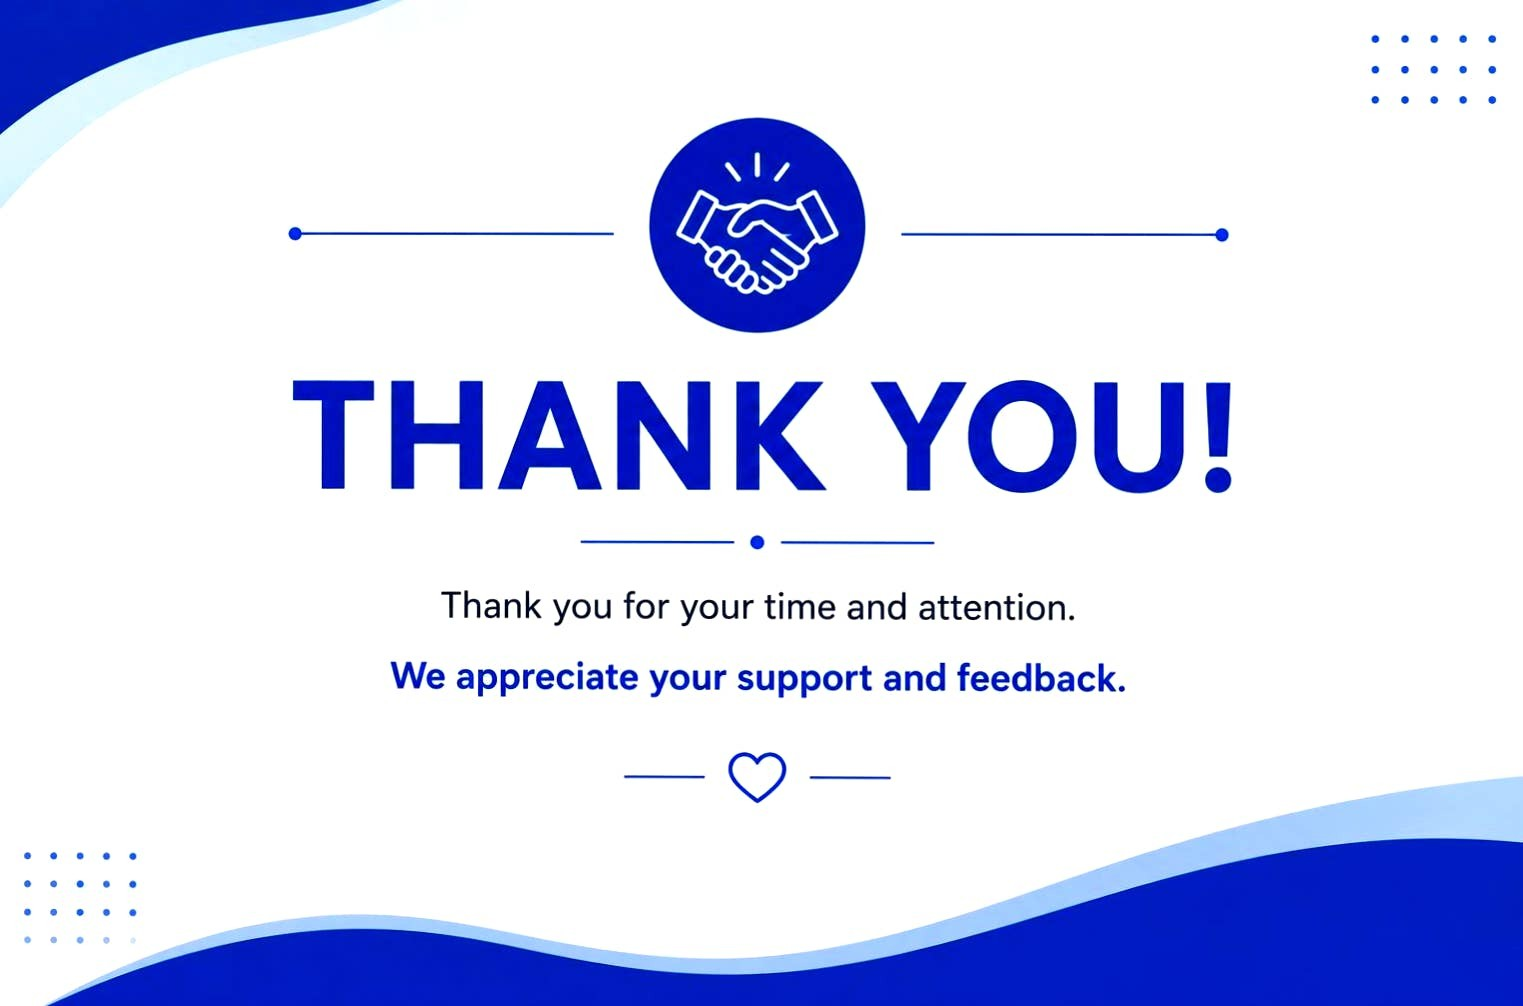 THANK YOU!
Thank you for your time and attention.
We appreciate your support and feedback.